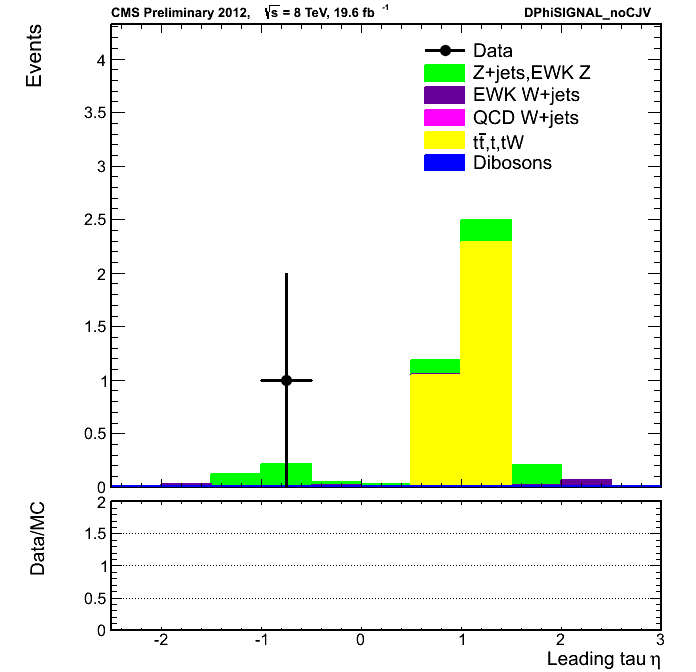 CMS Preliminary 2012, √s = 8 TeV, 19.6 fb⁻¹ DPhiSIGNAL_noCJV
Events
Data
Z+jets,EWK Z
EWK W+jets
QCD W+jets
tt̄,t,tW
Dibosons
4
3.5
3
2.5
2
1.5
1
0.5
0
Data/MC
2
1.5
1
0.5
0
-2 -1 0 1 2 3
Leading tau η